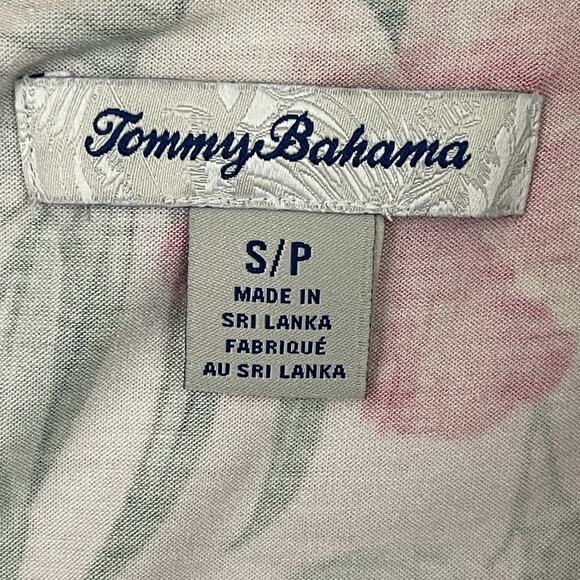 Tommy Bahama
S/P
MADE IN
SRI LANKA
FABRIQUÉ
AU SRI LANKA